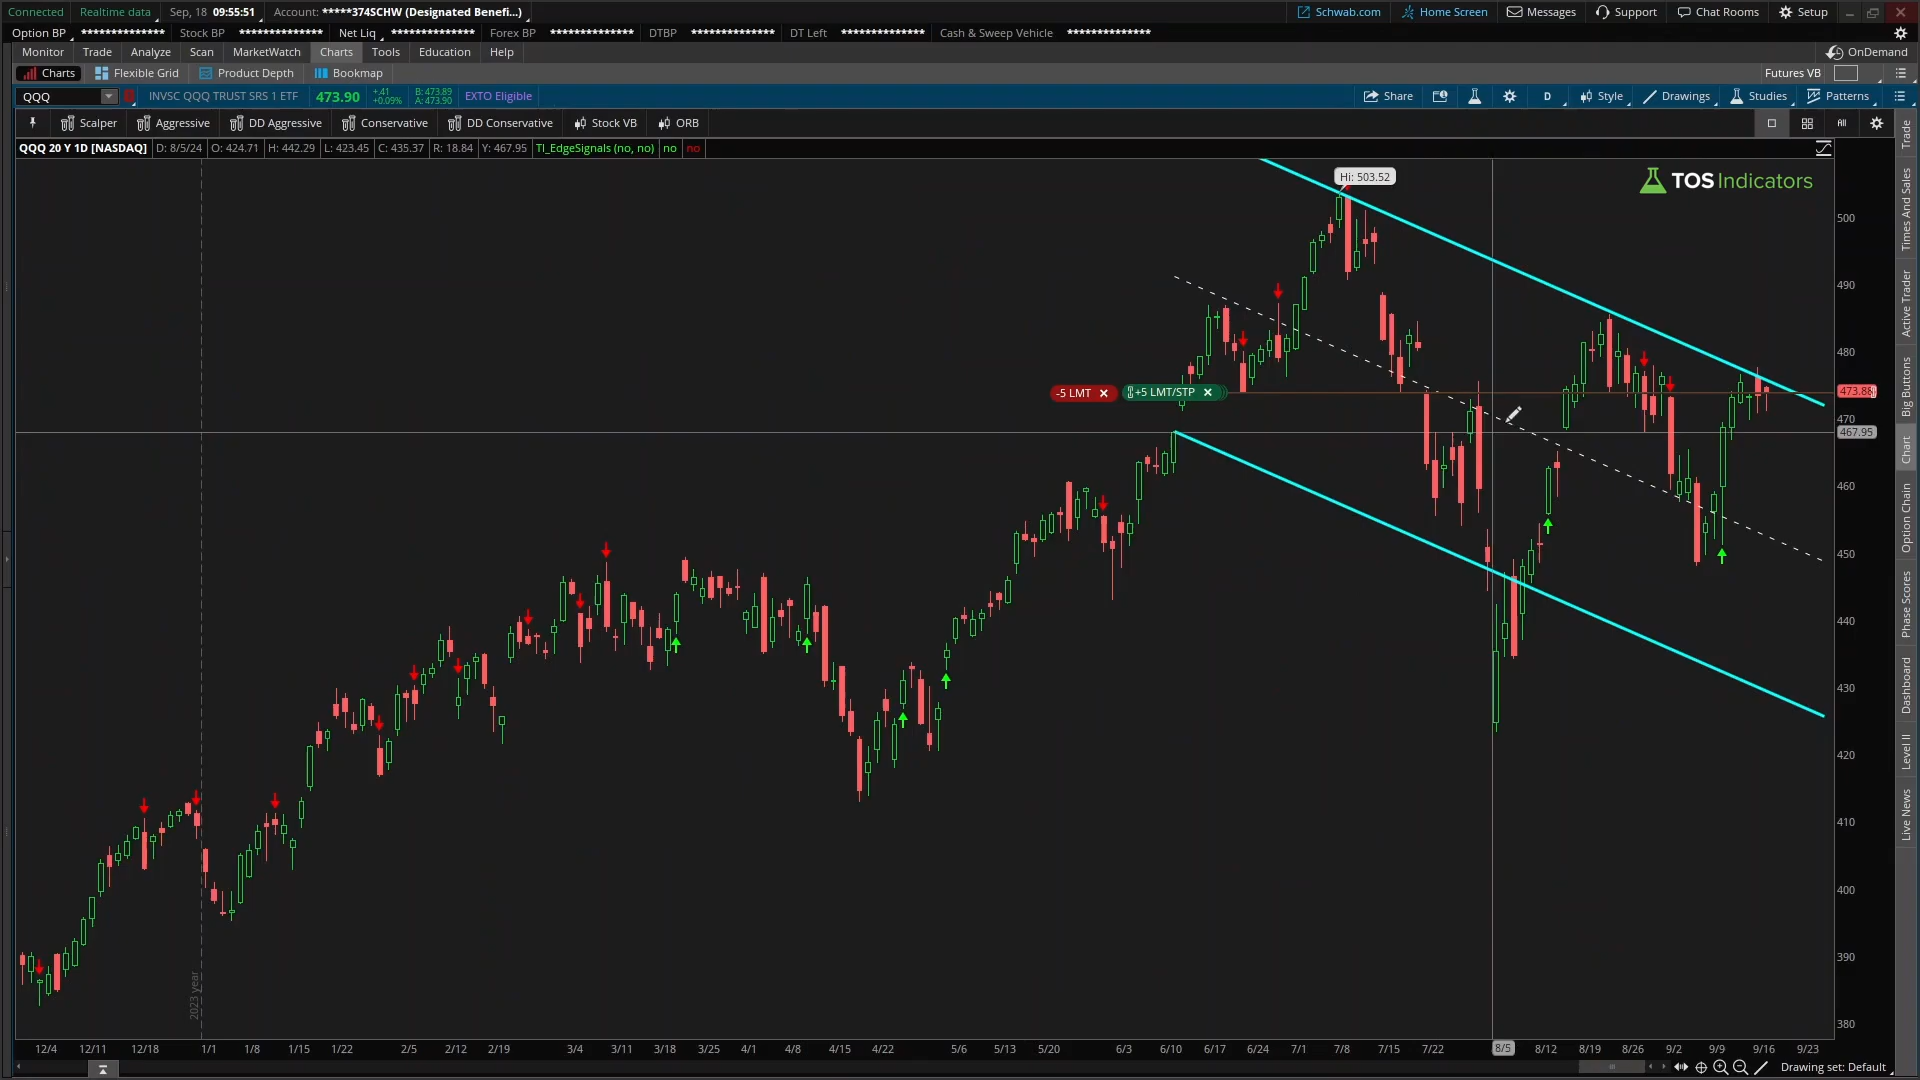 Connected Realtime data Sep, 18 09:55:51 Account: *****374SCHW (Designated Benefi...) Schwab.com Home Screen Messages Support Chat Rooms Setup
Option BP ************** Stock BP ************** Net Liq ************** Forex BP ************** DTBP ************** DT Left ************** Cash & Sweep Vehicle **************
Monitor Trade Analyze Scan MarketWatch Charts Tools Education Help OnDemand
Charts Flexible Grid Product Depth Bookmap Futures VB
QQQ INVSC QQQ TRUST SRS 1 ETF 473.90 +.41 +0.09% B: 473.89 A: 473.90 EXTO Eligible Share D Style Drawings Studies Patterns
Scalper Aggressive DD Aggressive Conservative DD Conservative Stock VB ORB
QQQ 20 Y 1D [NASDAQ] D: 8/5/24 O: 424.71 H: 442.29 L: 423.45 C: 435.37 R: 18.84 Y: 467.95 TI_EdgeSignals (no, no) no no
Hi: 503.52
TOS Indicators
500
490
480
-5 LMT +5 LMT/STP
473.88
470
467.95
460
450
440
430
420
410
400
390
380
2023 year
12/4 12/11 12/18 1/1 1/8 1/15 1/22 2/5 2/12 2/19 3/4 3/11 3/18 3/25 4/1 4/8 4/15 4/22 5/6 5/13 5/20 6/3 6/10 6/17 6/24 7/1 7/8 7/15 7/22 8/5 8/12 8/19 8/26 9/2 9/9 9/16 9/23
Drawing set: Default
Trade
Times And Sales
Active Trader
Big Buttons
Chart
Option Chain
Phase Scores
Dashboard
Level II
Live News